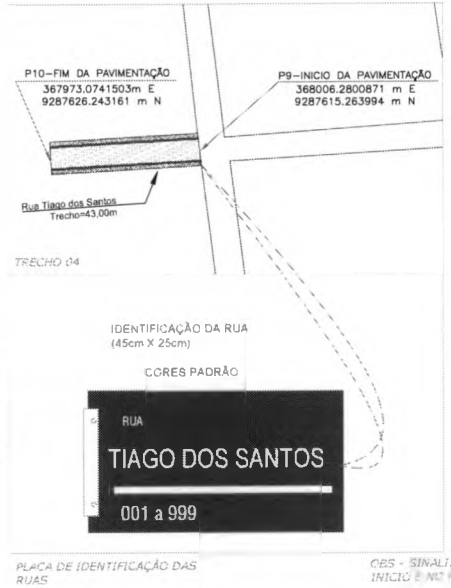 P10-FIM DA PAVIMENTAÇÃO
367973.0741503m E
9287626.243161 m N
P9-INICIO DA PAVIMENTAÇÃO
368006.2800871 m E
9287615.263994 m N
Rua Tiago dos Santos
Trecho=43,00m
TRECHO 04
IDENTIFICAÇÃO DA RUA
(45cm X 25cm)
CORES PADRÃO
RUA
TIAGO DOS SANTOS
001 a 999
PLACA DE IDENTIFICAÇÃO DAS
RUAS
OBS - SINALI
INICIO E NO